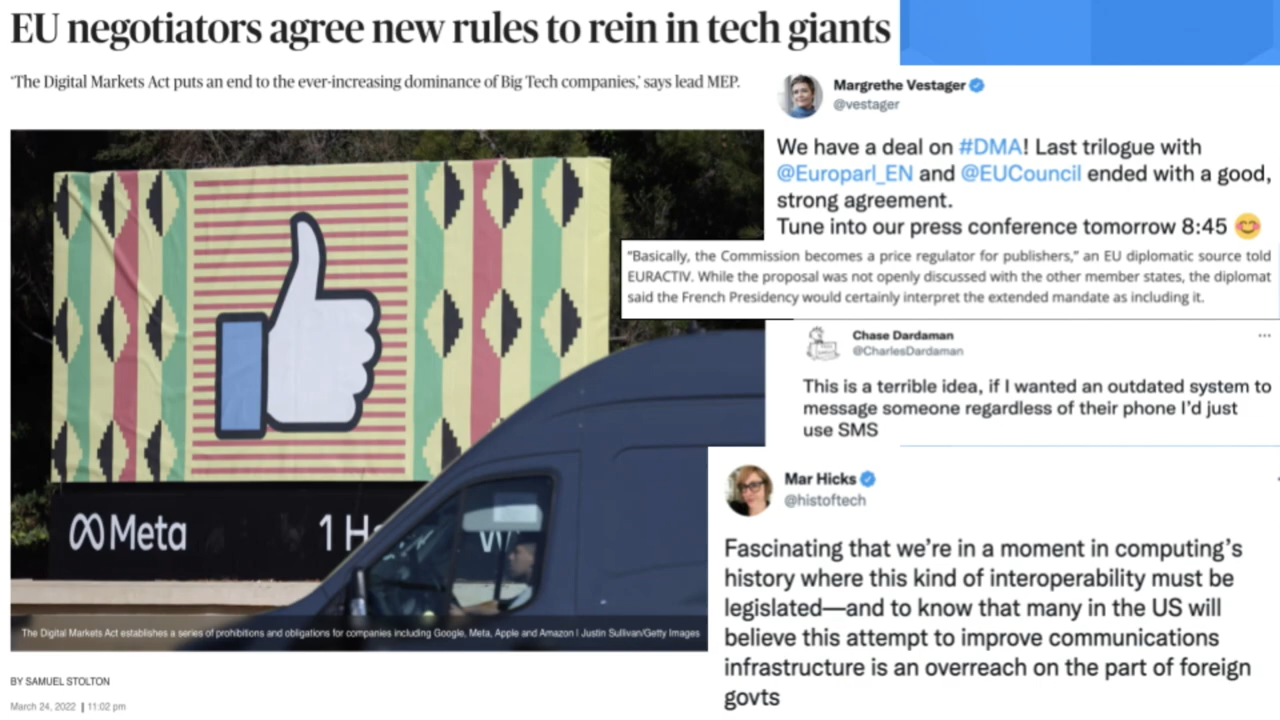 EU negotiators agree new rules to rein in tech giants
‘The Digital Markets Act puts an end to the ever-increasing dominance of Big Tech companies,’ says lead MEP.
Meta
1 H
W
The Digital Markets Act establishes a series of prohibitions and obligations for companies including Google, Meta, Apple and Amazon | Justin Sullivan/Getty Images
BY SAMUEL STOLTON
March 24, 2022 | 11:02 pm
Margrethe Vestager
@vestager
We have a deal on #DMA! Last trilogue with
@Europarl_EN and @EUCouncil ended with a good,
strong agreement.
Tune into our press conference tomorrow 8:45 😊
“Basically, the Commission becomes a price regulator for publishers,” an EU diplomatic source told
EURACTIV. While the proposal was not openly discussed with the other member states, the diplomat
said the French Presidency would certainly interpret the extended mandate as including it.
Chase Dardaman
@CharlesDardaman
This is a terrible idea, if I wanted an outdated system to
message someone regardless of their phone I’d just
use SMS
Mar Hicks
@histoftech
Fascinating that we’re in a moment in computing’s
history where this kind of interoperability must be
legislated—and to know that many in the US will
believe this attempt to improve communications
infrastructure is an overreach on the part of foreign
govts